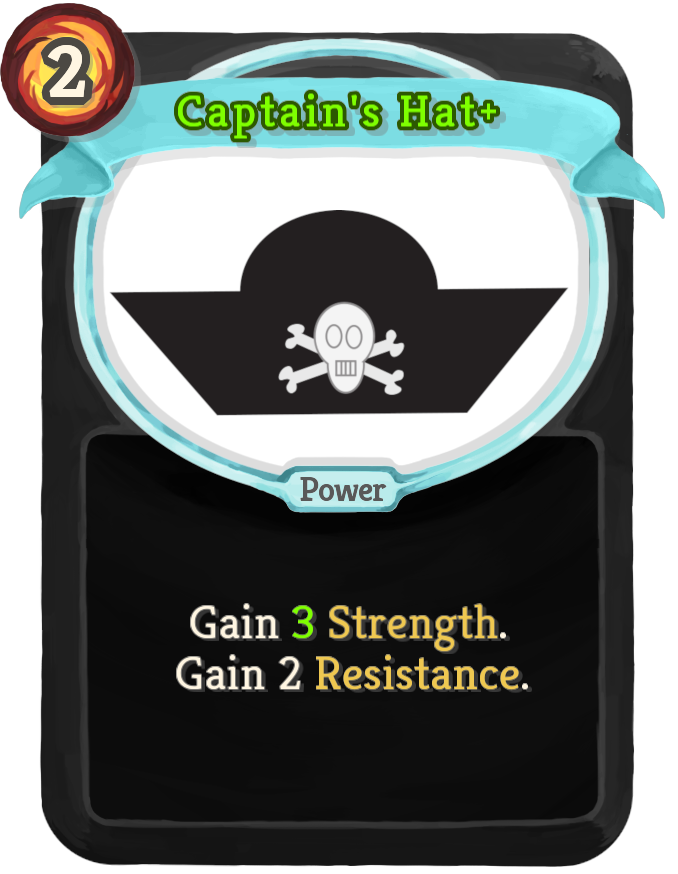 2
Captain's Hat+
Power
Gain 3 Strength.
Gain 2 Resistance.